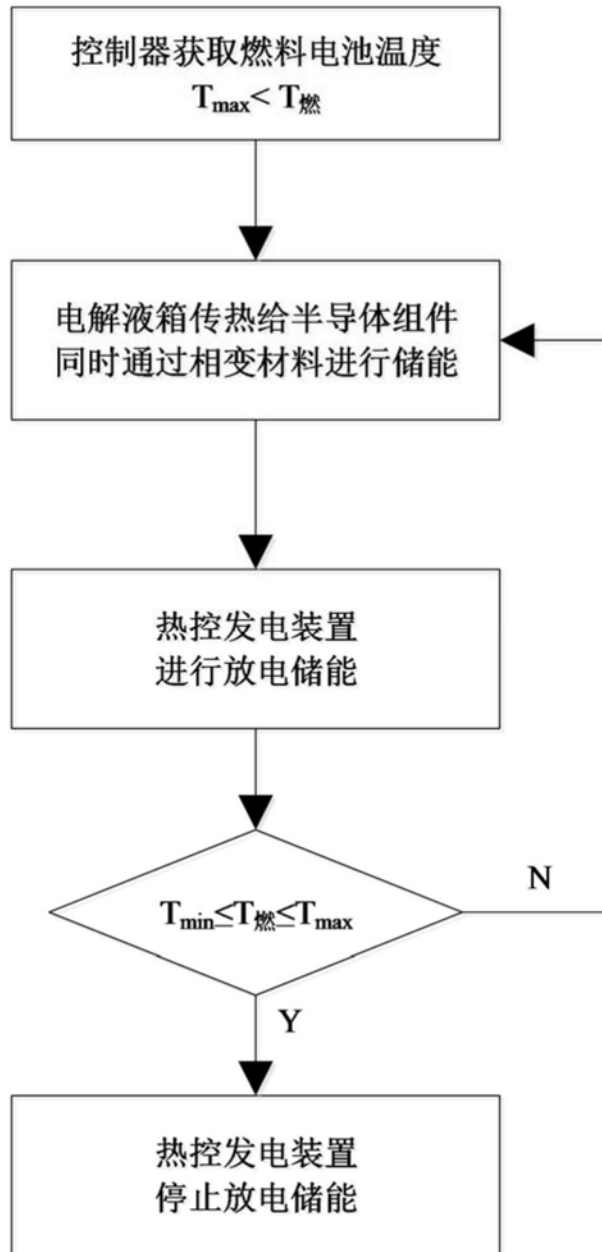 控制器获取燃料电池温度
Tmax< T燃
电解液箱传热给半导体组件
同时通过相变材料进行储能
热控发电装置
进行放电储能
Tmin≤T燃≤Tmax
N
Y
热控发电装置
停止放电储能